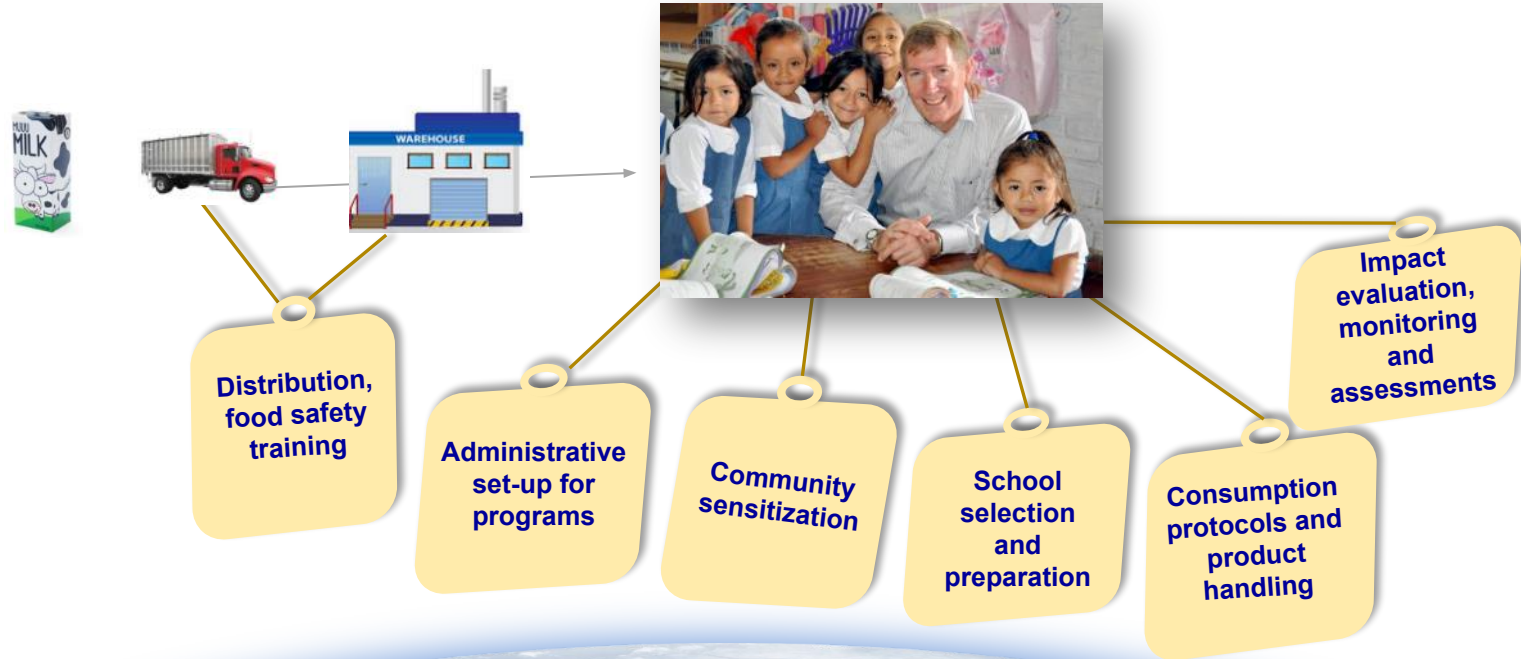 MUUU
MILK
WAREHOUSE
Distribution,
food safety
training
Administrative
set-up for
programs
Community
sensitization
School
selection
and
preparation
Consumption
protocols and
product
handling
Impact
evaluation,
monitoring
and
assessments